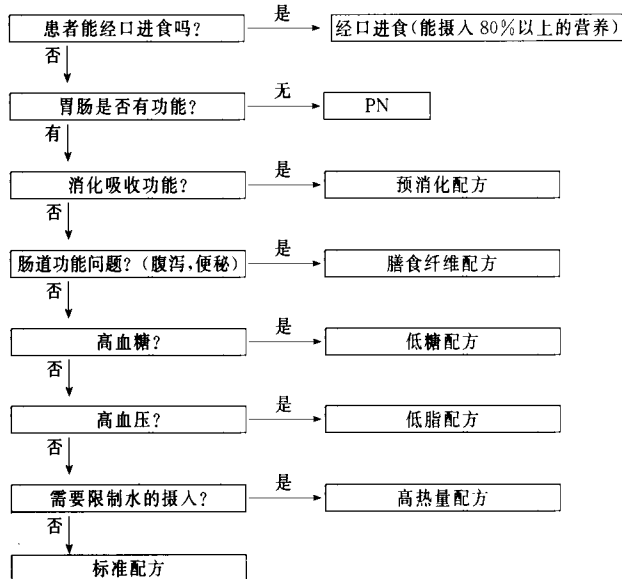 患者能经口进食吗？ 是 经口进食(能摄入80%以上的营养)
否
胃肠是否有功能？ 无 PN
有
消化吸收功能？ 是 预消化配方
否
肠道功能问题？(腹泻,便秘) 是 膳食纤维配方
否
高血糖？ 是 低糖配方
否
高血压？ 是 低脂配方
否
需要限制水的摄入？ 是 高热量配方
否
标准配方